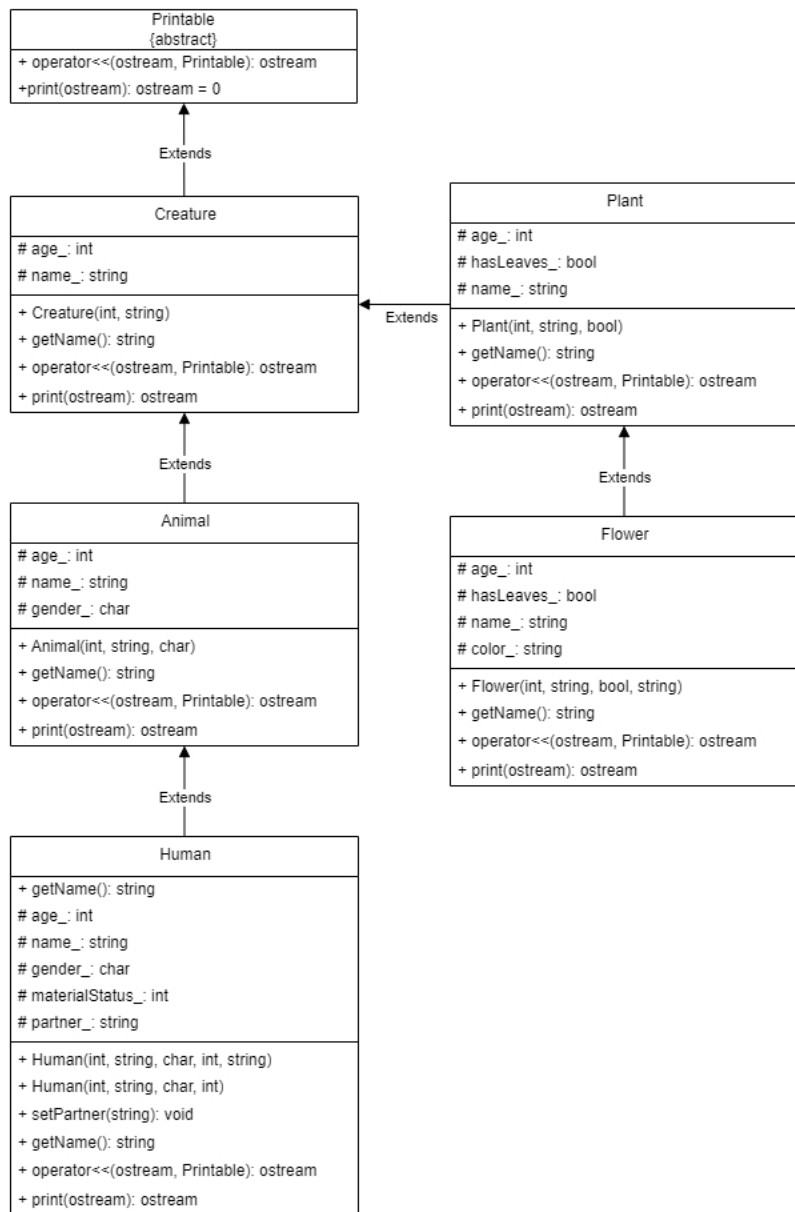 Printable
{abstract}
+ operator<<(ostream, Printable): ostream
+print(ostream): ostream = 0
Extends
Creature
# age_: int
# name_: string
+ Creature(int, string)
+ getName(): string
+ operator<<(ostream, Printable): ostream
+ print(ostream): ostream
Extends
Plant
# age_: int
# hasLeaves_: bool
# name_: string
+ Plant(int, string, bool)
+ getName(): string
+ operator<<(ostream, Printable): ostream
+ print(ostream): ostream
Extends
Animal
# age_: int
# name_: string
# gender_: char
+ Animal(int, string, char)
+ getName(): string
+ operator<<(ostream, Printable): ostream
+ print(ostream): ostream
Extends
Flower
# age_: int
# hasLeaves_: bool
# name_: string
# color_: string
+ Flower(int, string, bool, string)
+ getName(): string
+ operator<<(ostream, Printable): ostream
+ print(ostream): ostream
Extends
Human
+ getName(): string
# age_: int
# name_: string
# gender_: char
# materialStatus_: int
# partner_: string
+ Human(int, string, char, int, string)
+ Human(int, string, char, int)
+ setPartner(string): void
+ getName(): string
+ operator<<(ostream, Printable): ostream
+ print(ostream): ostream